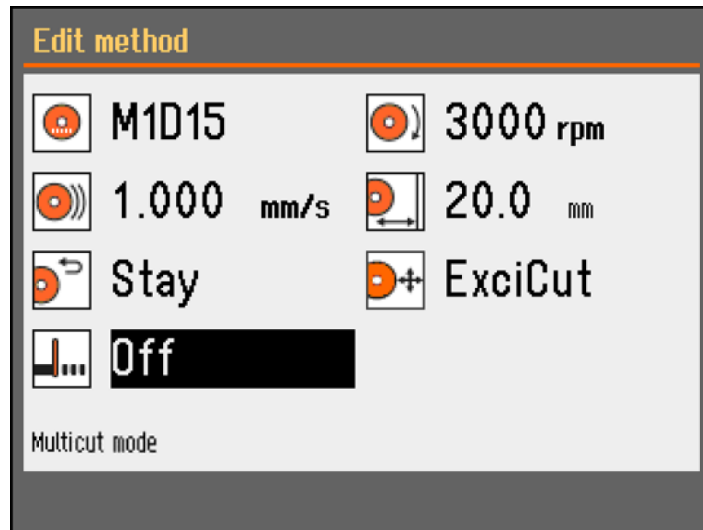 Edit method
M1D15 3000 rpm
1.000 mm/s 20.0 mm
Stay ExciCut
Off
Multicut mode